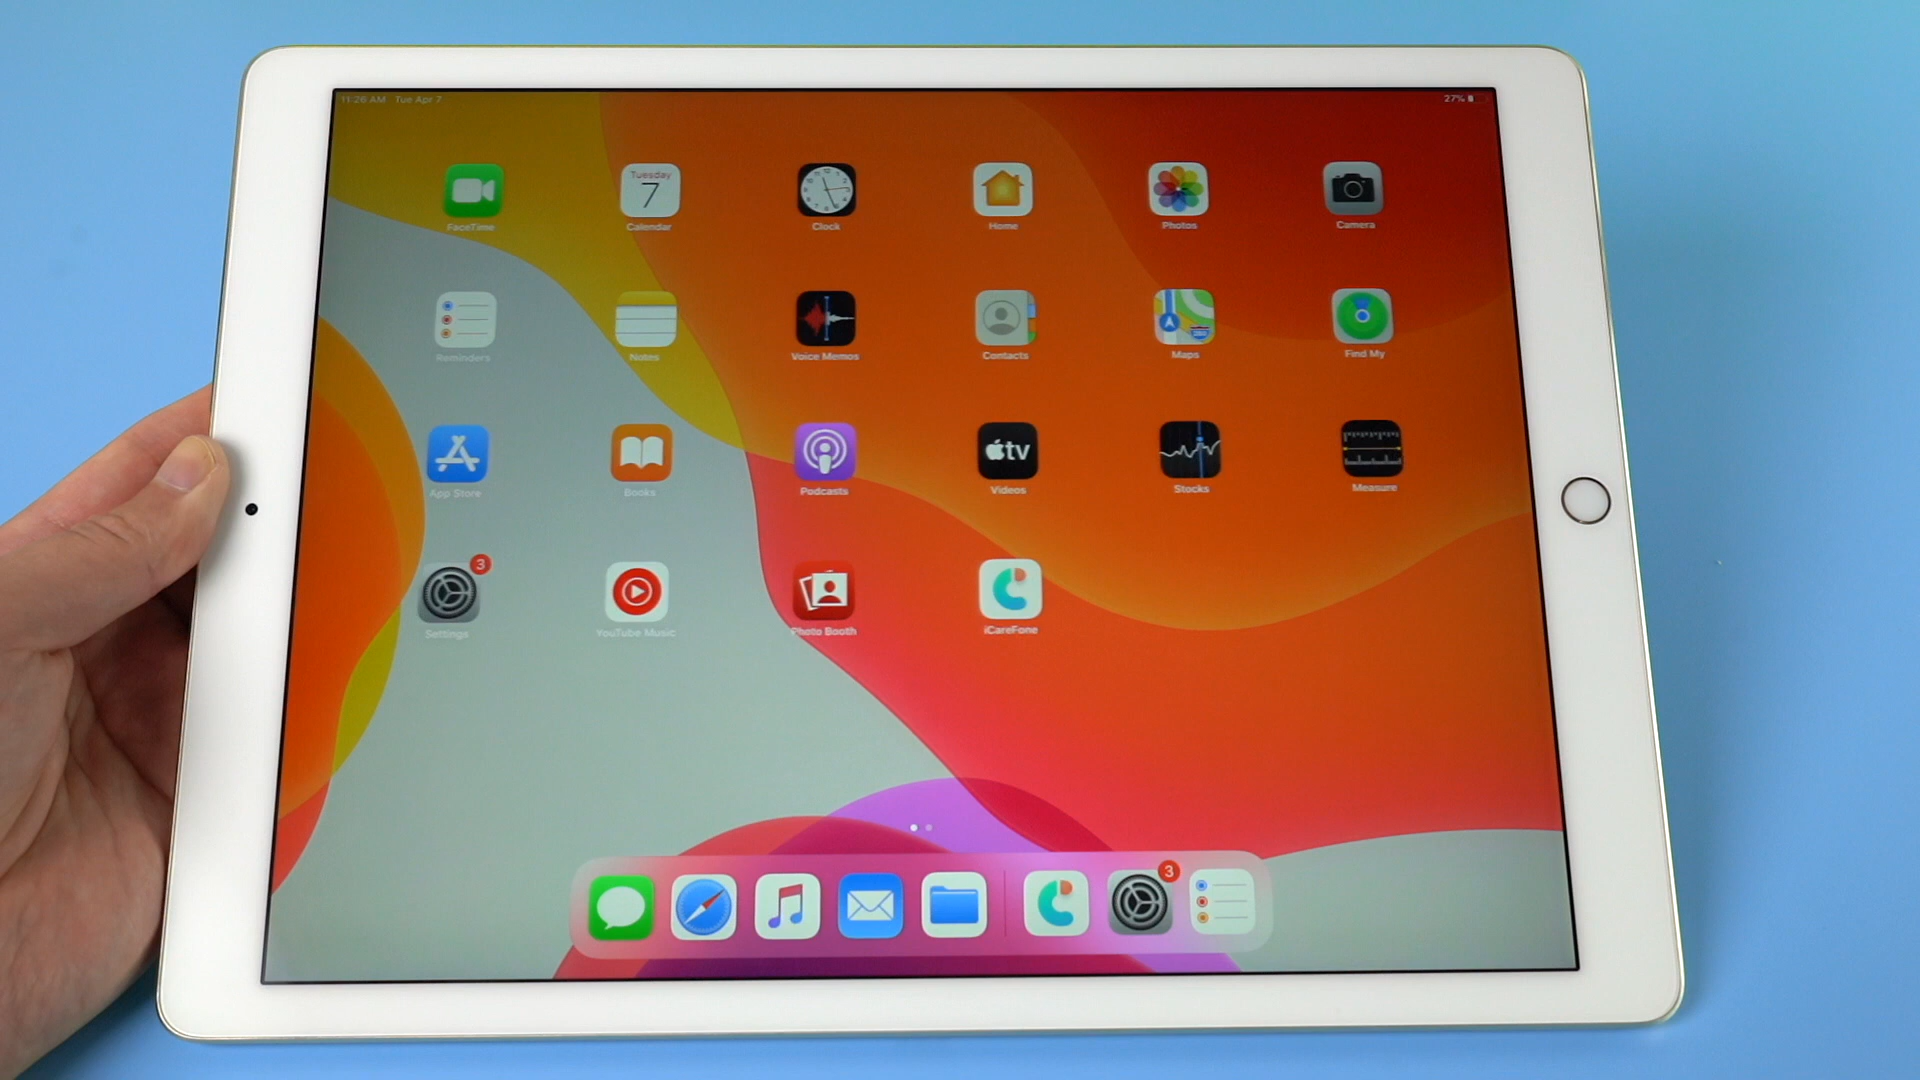 11:26 AM Tue Apr 7
27%
Tuesday
7
FaceTime
Calendar
Clock
Home
Photos
Camera
Reminders
Notes
Voice Memos
Contacts
Maps
Find My
tv
App Store
Books
Podcasts
Videos
Stocks
Measure
3
Settings
YouTube Music
Photo Booth
iCareFone
3